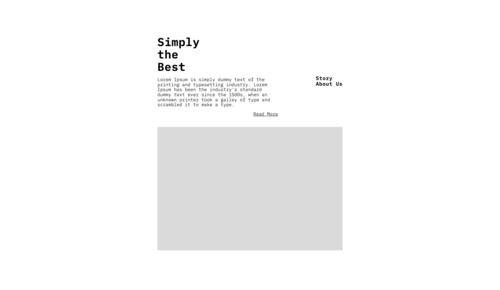 Simply
the
Best
Lorem Ipsum is simply dummy text of the
printing and typesetting industry. Lorem
Ipsum has been the industry's standard
dummy text ever since the 1500s, when an
unknown printer took a galley of type and
scrambled it to make a type.
Read More
Story
About Us